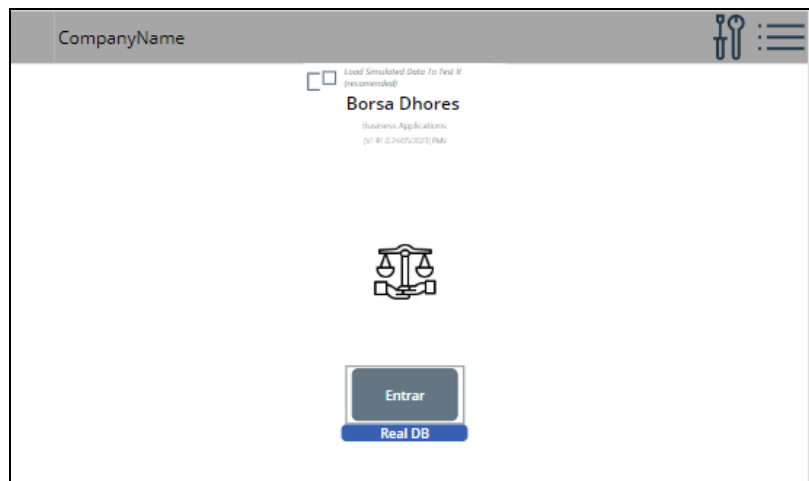 CompanyName
Load Simulated Data To Test It
(recomended)
Borsa Dhores
Business Applications
Entrar
Real DB